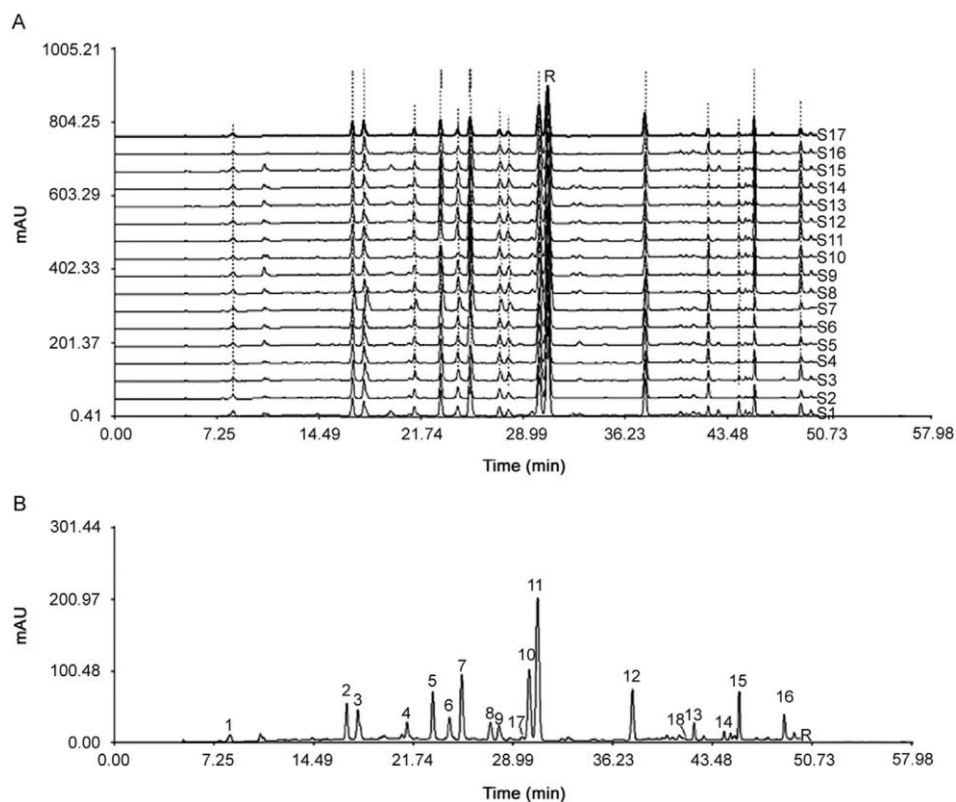 A
1005.21
R
804.25
S17
S16
S15
603.29
S14
S13
S12
mAU
S11
S10
402.33
S9
S8
S7
S6
201.37
S5
S4
S3
S2
0.41
S1
0.00 7.25 14.49 21.74 28.99 36.23 43.48 50.73 57.98
Time (min)
B
301.44
11
200.97
mAU
10
7
12
15
100.48
5
2
3
6
16
4
8
9
17
18
13
14
1
R
0.00
0.00 7.25 14.49 21.74 28.99 36.23 43.48 50.73 57.98
Time (min)